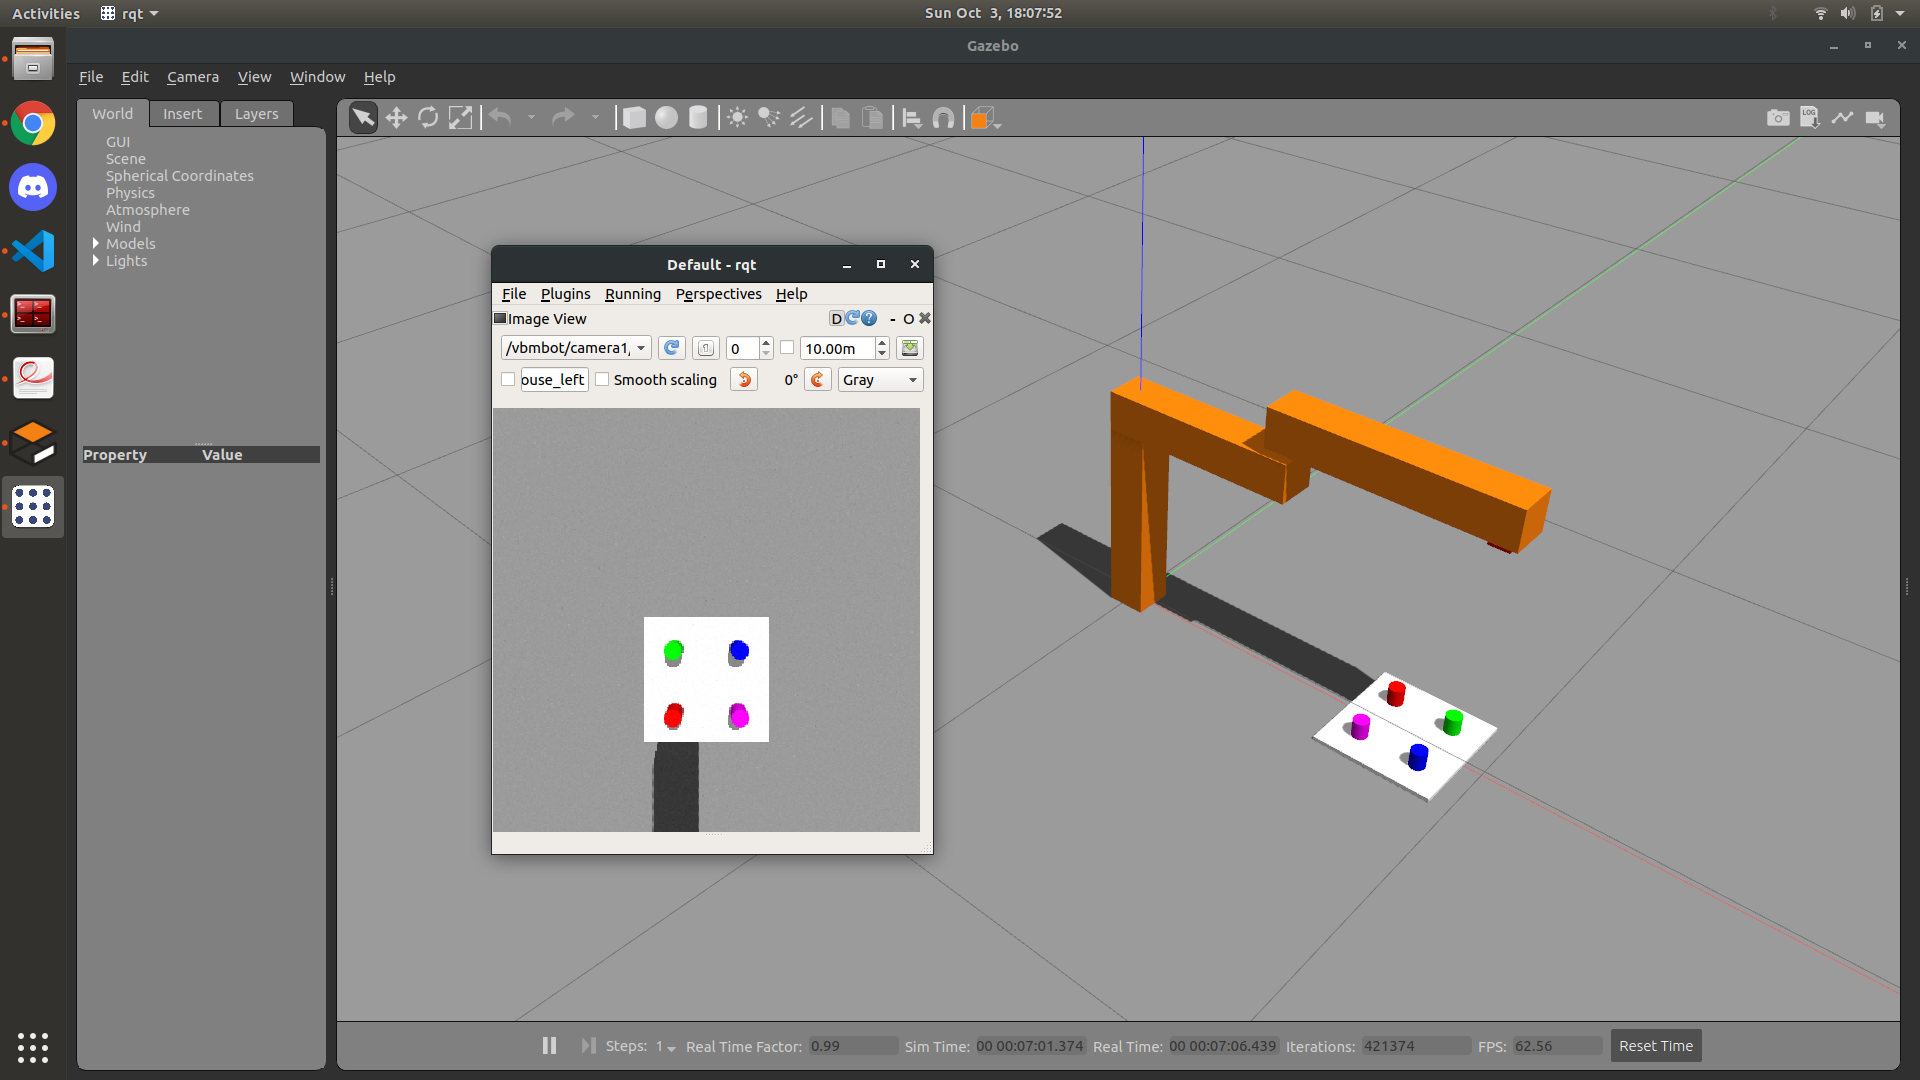 Activities rqt Sun Oct 3, 18:07:52
Gazebo
File Edit Camera View Window Help
World Insert Layers
GUI
Scene
Spherical Coordinates
Physics
Atmosphere
Wind
Models
Lights
Property Value
Default - rqt
File Plugins Running Perspectives Help
Image View D - O
/vbmbot/camera1, 0 10.00m
ouse_left Smooth scaling 0° Gray
LOG
Steps: 1 Real Time Factor: 0.99 Sim Time: 00 00:07:01.374 Real Time: 00 00:07:06.439 Iterations: 421374 FPS: 62.56 Reset Time